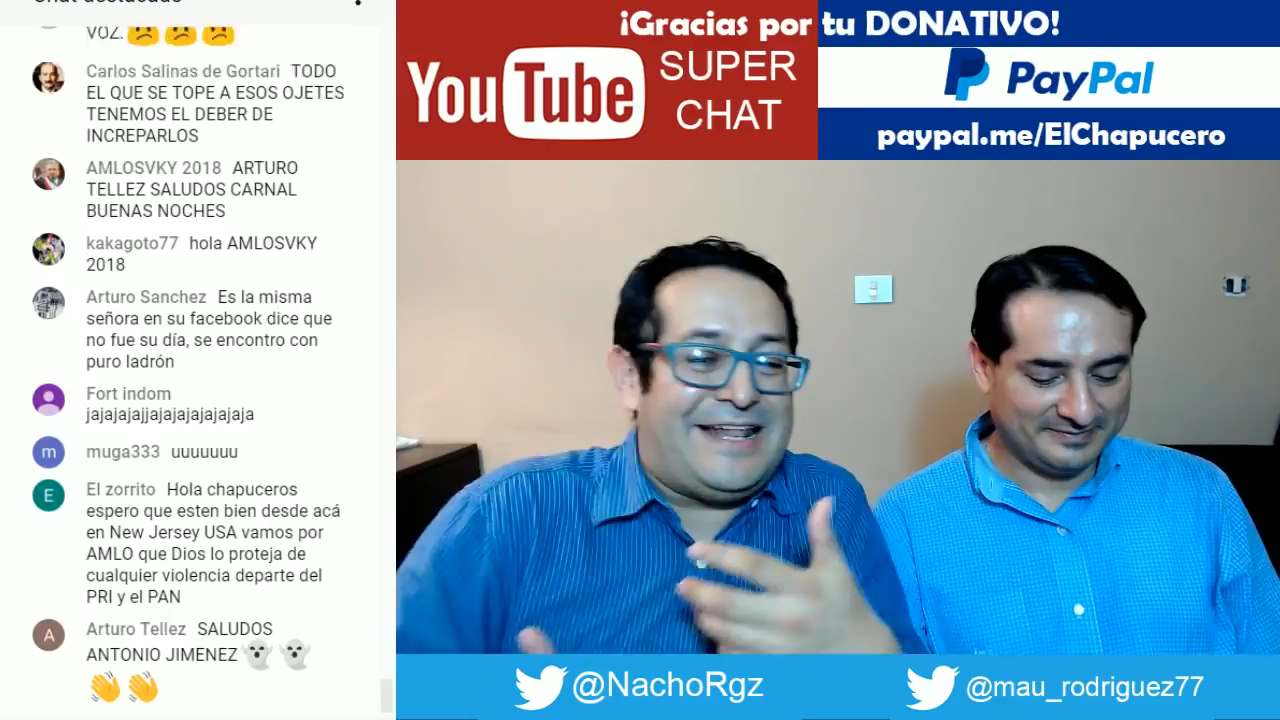 Chat destacado
VOZ.
Carlos Salinas de Gortari TODO
EL QUE SE TOPE A ESOS OJETES
TENEMOS EL DEBER DE
INCREPARLOS
AMLOSVKY 2018 ARTURO
TELLEZ SALUDOS CARNAL
BUENAS NOCHES
kakagoto77 hola AMLOSVKY
2018
Arturo Sanchez Es la misma
señora en su facebook dice que
no fue su día, se encontro con
puro ladrón
Fort indom
jajajajajjajajajajajajaja
m
muga333 uuuuuuu
E
El zorrito Hola chapuceros
espero que esten bien desde acá
en New Jersey USA vamos por
AMLO que Dios lo proteja de
cualquier violencia departe del
PRI y el PAN
A
Arturo Tellez SALUDOS
ANTONIO JIMENEZ
¡Gracias por tu DONATIVO!
YouTube
SUPER
CHAT
PayPal
paypal.me/ElChapucero
@NachoRgz
@mau_rodriguez77